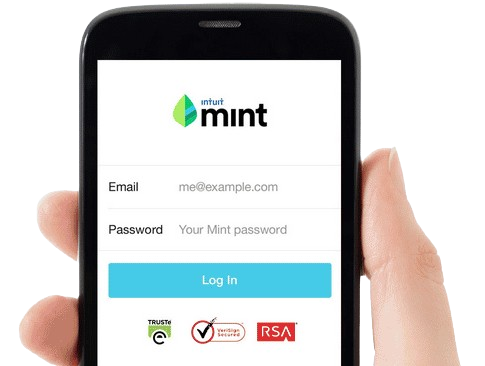 intuit
mint
Email me@example.com
Password Your Mint password
Log In
TRUSTe
VeriSign
Secured
RSA